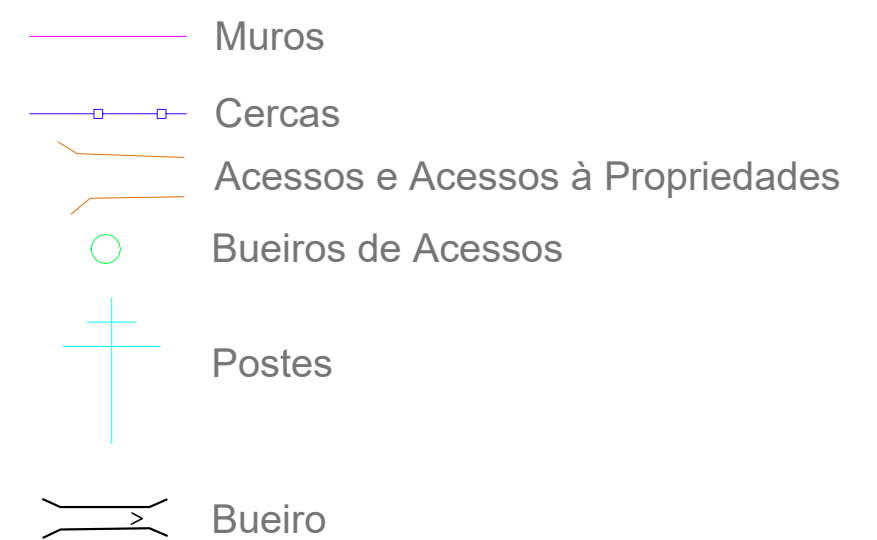 Muros
Cercas
Acessos e Acessos à Propriedades
Bueiros de Acessos
Postes
Bueiro